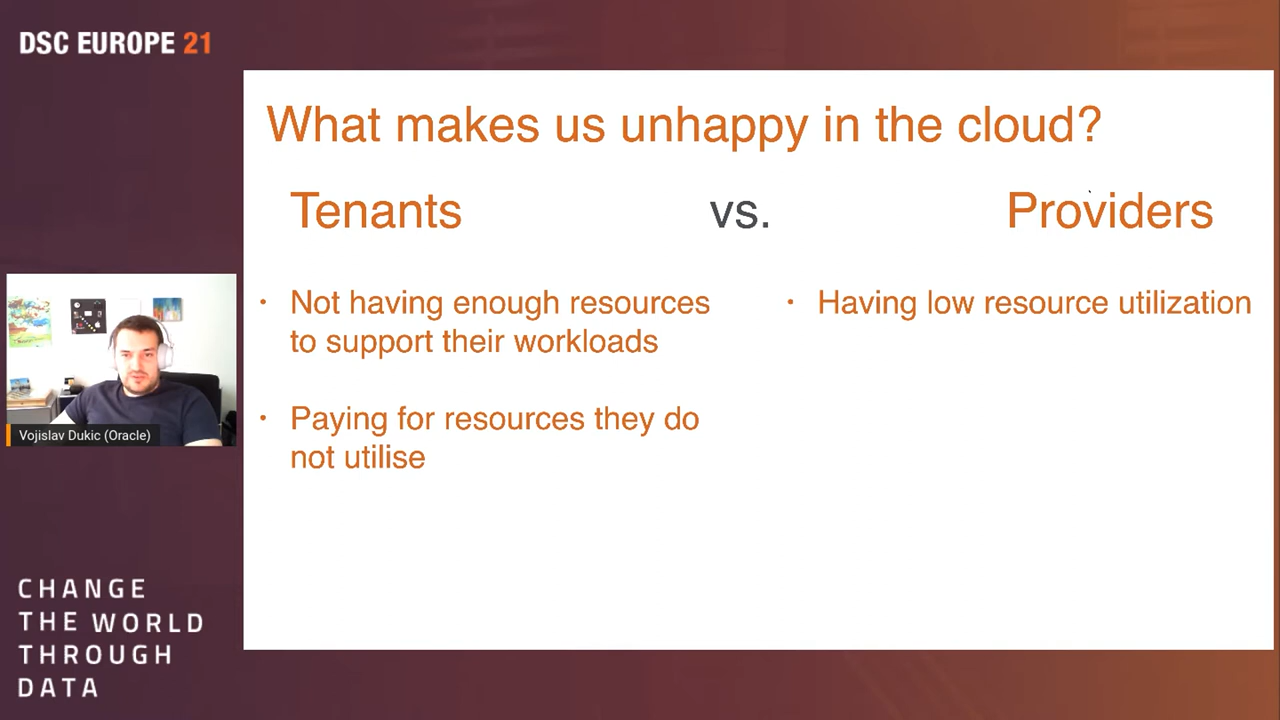 DSC EUROPE 21
What makes us unhappy in the cloud?
Tenants vs. Providers
• Not having enough resources
to support their workloads
• Paying for resources they do
not utilise
• Having low resource utilization
Vojislav Dukic (Oracle)
CHANGE
THE WORLD
THROUGH
DATA